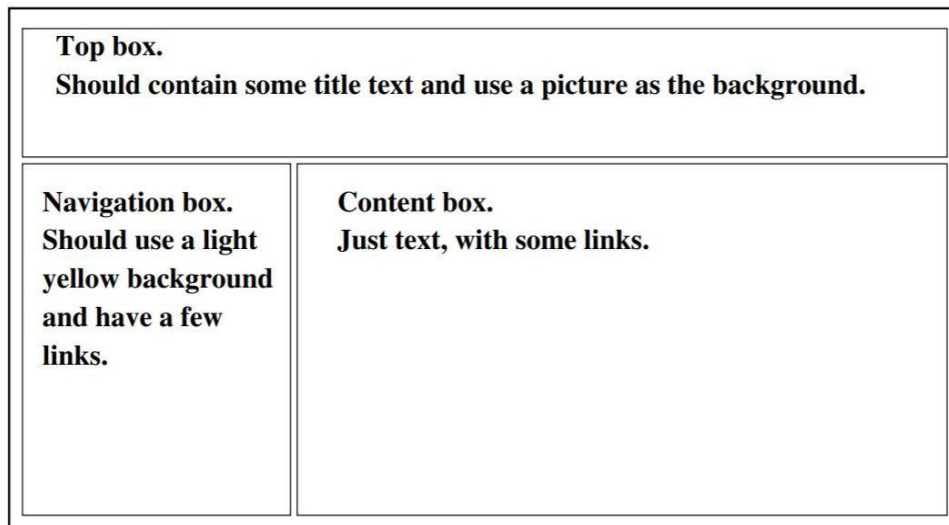 Top box.
Should contain some title text and use a picture as the background.
Navigation box.
Should use a light
yellow background
and have a few
links.
Content box.
Just text, with some links.